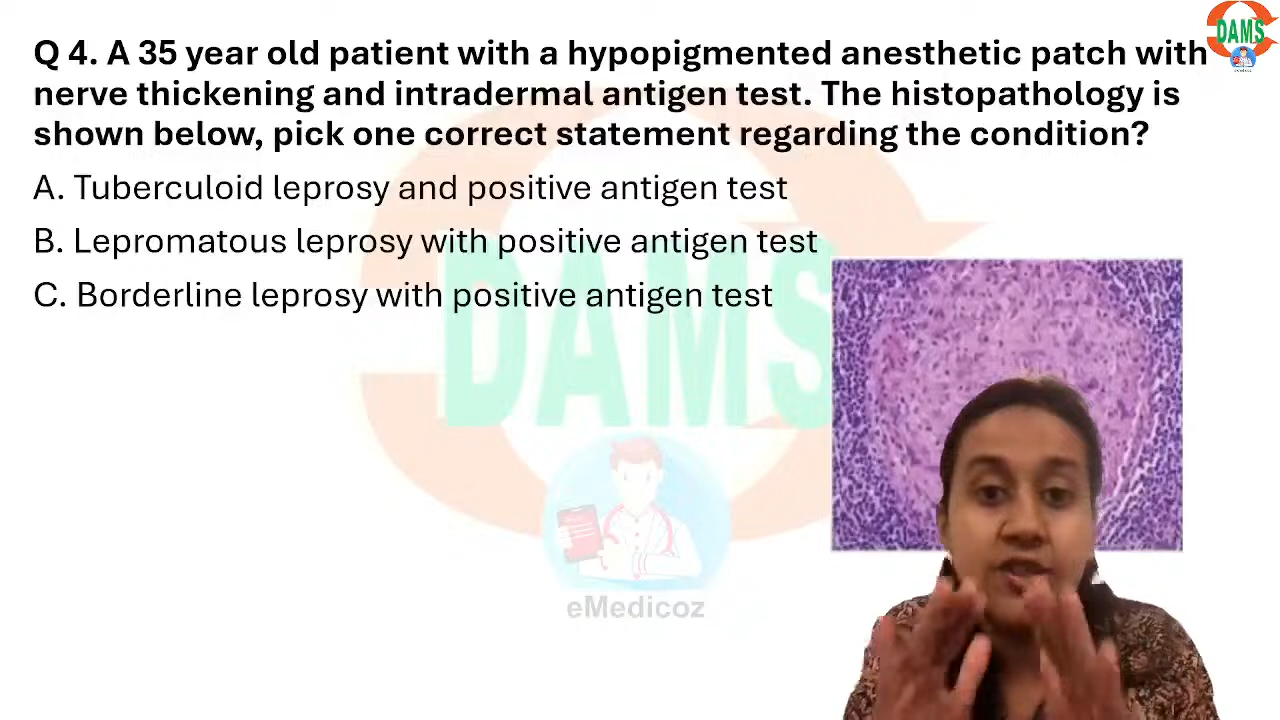 DAMS
Q 4. A 35 year old patient with a hypopigmented anesthetic patch with
nerve thickening and intradermal antigen test. The histopathology is
shown below, pick one correct statement regarding the condition?
A. Tuberculoid leprosy and positive antigen test
B. Lepromatous leprosy with positive antigen test
C. Borderline leprosy with positive antigen test
DAMS
eMedicoz